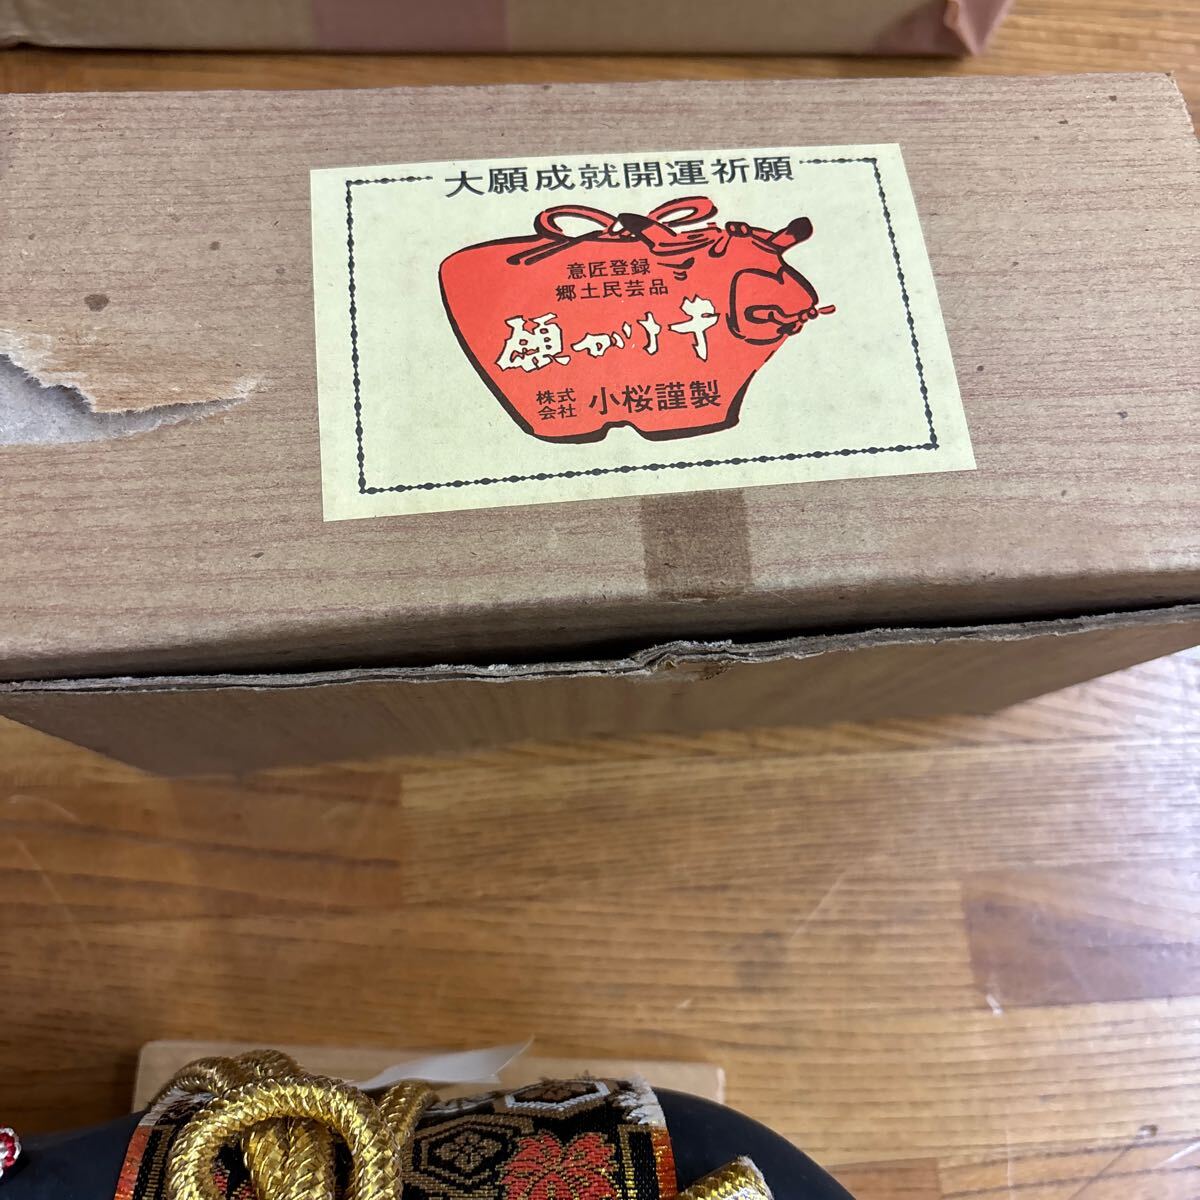 大願成就開運祈願
意匠登録
郷土民芸品
願かけ牛
株式
会社 小桜謹製